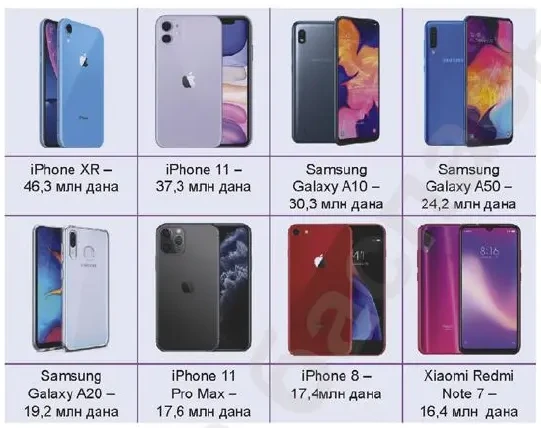 iPhone XR –
46,3 млн дана
iPhone 11 –
37,3 млн дана
Samsung
Galaxy A10 –
30,3 млн дана
Samsung
Galaxy A50 –
24,2 млн дана
8:16
Samsung
Galaxy A20 –
19,2 млн дана
iPhone 11
Pro Max –
17,6 млн дана
iPhone 8 –
17,4млн дана
Xiaomi Redmi
Note 7 –
16,4 млн дана